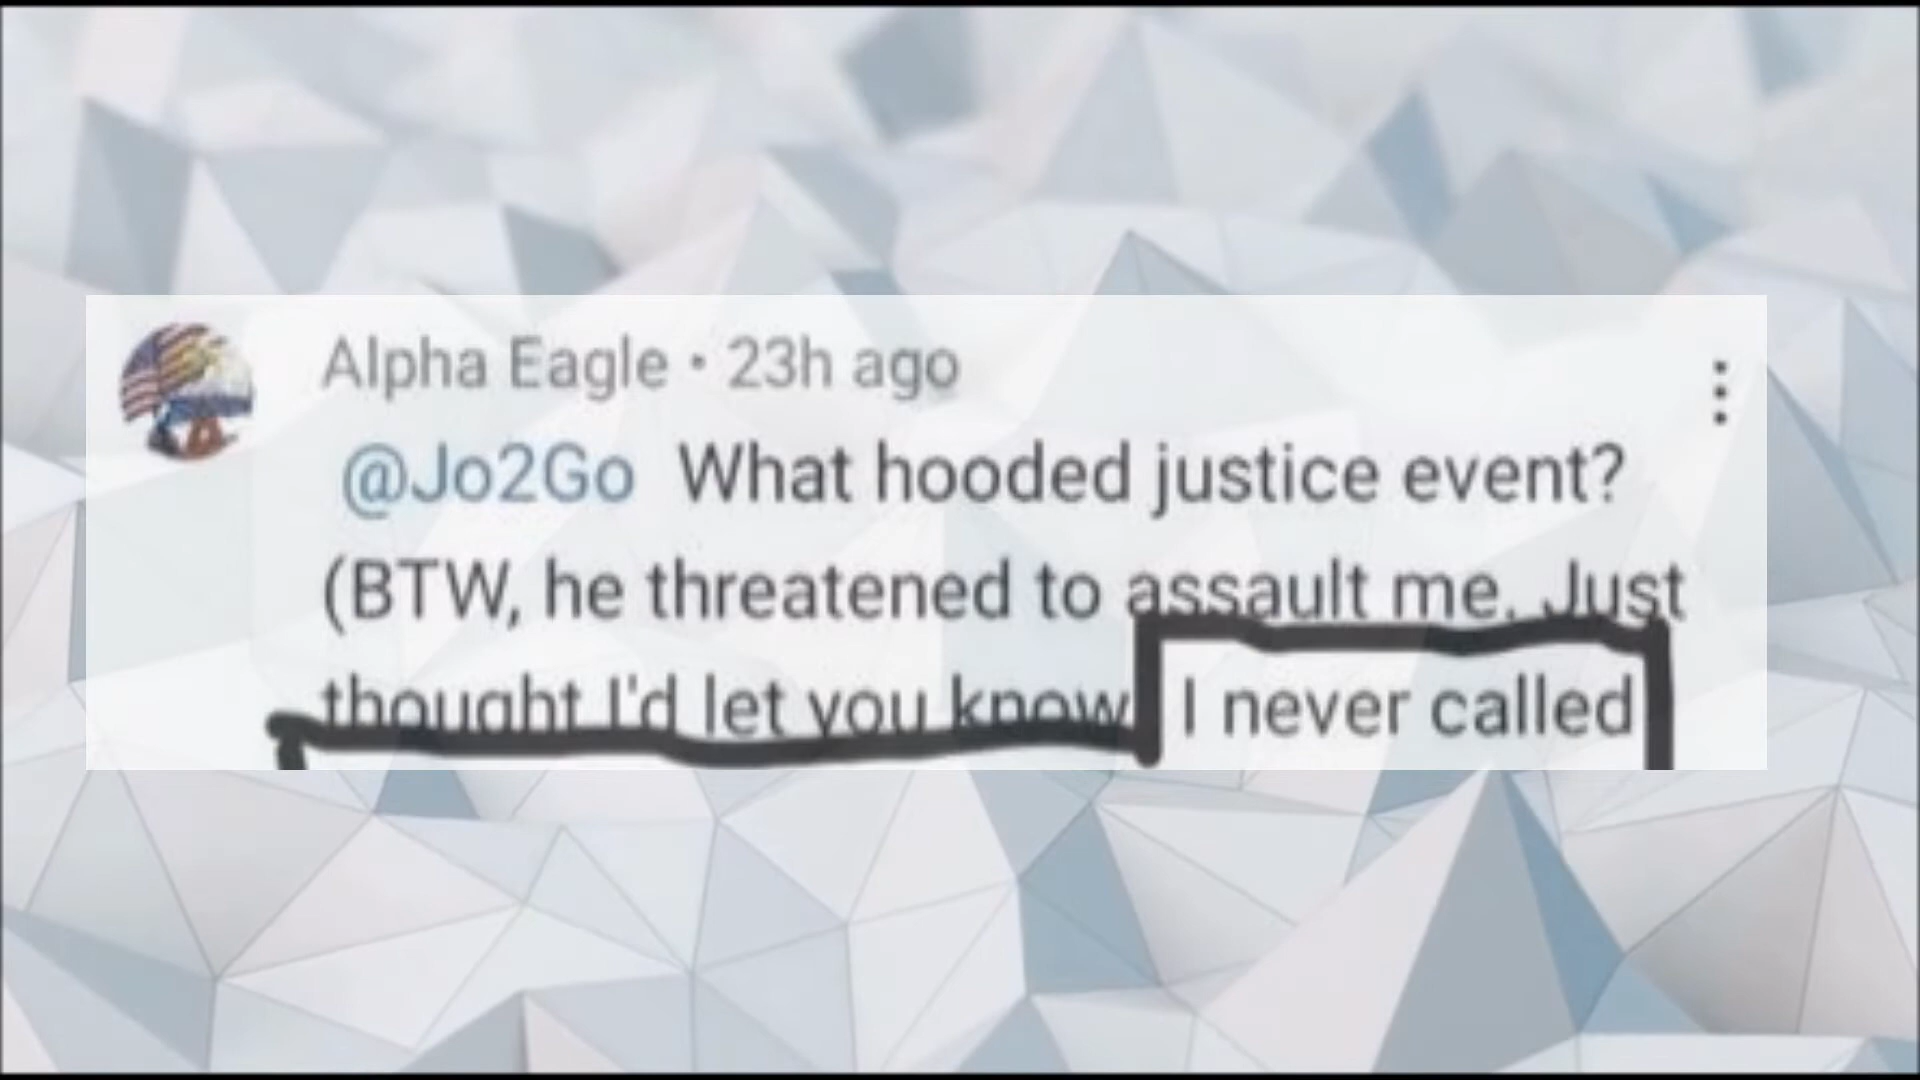 Alpha Eagle • 23h ago
@Jo2Go What hooded justice event?
(BTW, he threatened to assault me. Just
thought I'd let you know I never called